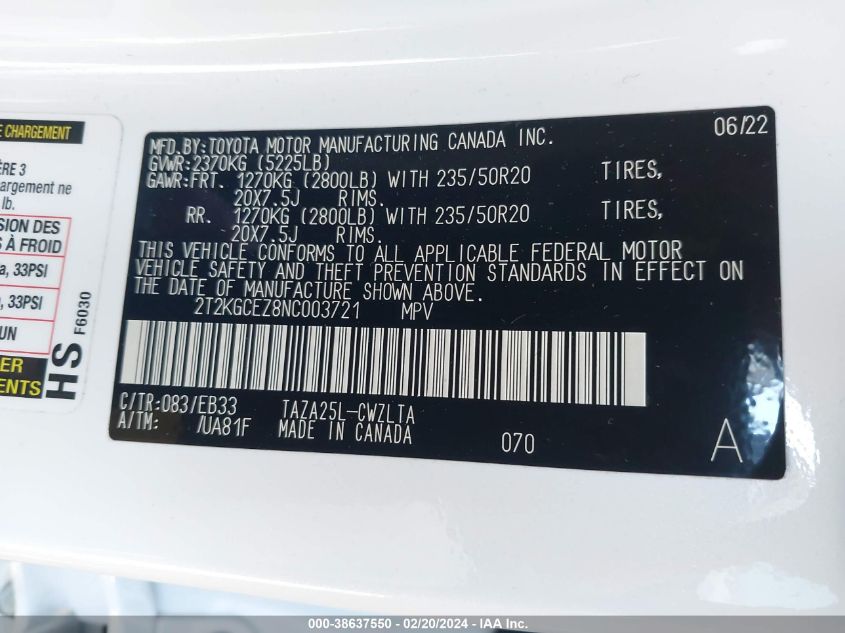 E CHARGEMENT
ÈRE 3
hargement ne
lb.
SION DES
S À FROID
a, 33PSI
, 33PSI
UN
ER
EMENTS
HS F6030
MFD.BY:TOYOTA MOTOR MANUFACTURING CANADA INC. 06/22
GVWR:2370KG (5225LB)
GAWR:FRT. 1270KG (2800LB) WITH 235/50R20 TIRES,
20X7.5J RIMS.
RR. 1270KG (2800LB) WITH 235/50R20 TIRES,
20X7.5J RIMS.
THIS VEHICLE CONFORMS TO ALL APPLICABLE FEDERAL MOTOR
VEHICLE SAFETY AND THEFT PREVENTION STANDARDS IN EFFECT ON
THE DATE OF MANUFACTURE SHOWN ABOVE.
2T2KGCEZ8NC003721 MPV
C/TR:083/EB33 TAZA25L-CWZLTA
A/TM: /UA81F MADE IN CANADA 070 A
000-38637550 - 02/20/2024 - IAA Inc.